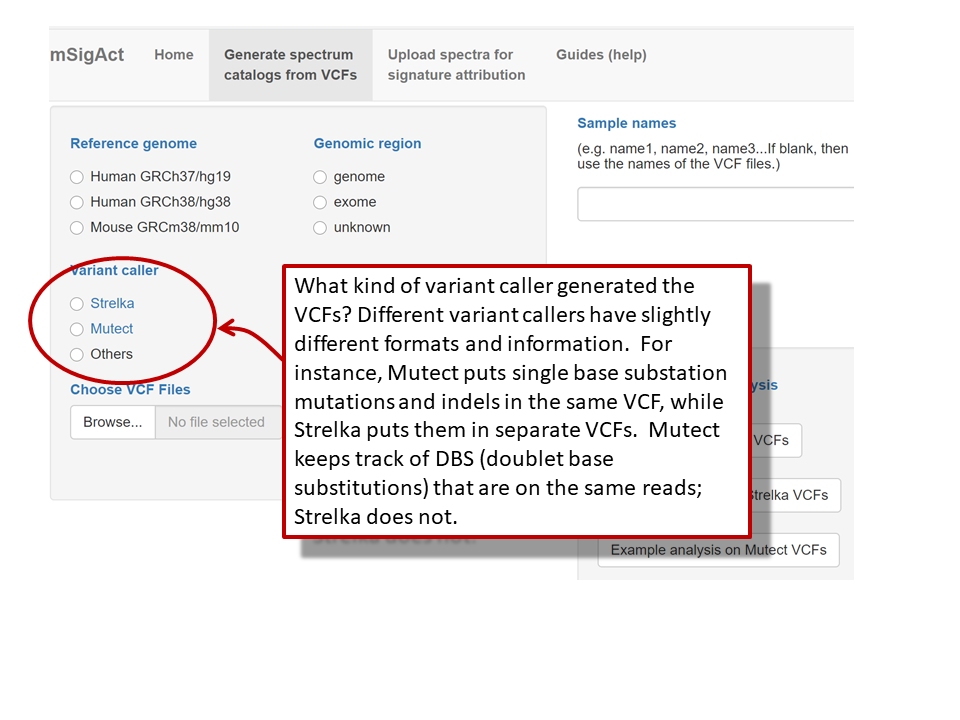 mSigAct
Home
Generate spectrum
catalogs from VCFs
Upload spectra for
signature attribution
Guides (help)
Reference genome
Human GRCh37/hg19
Human GRCh38/hg38
Mouse GRCm38/mm10
Genomic region
genome
exome
unknown
Sample names
(e.g. name1, name2, name3...If blank, then
use the names of the VCF files.)
Variant caller
Strelka
Mutect
Others
Choose VCF Files
Browse...
No file selected
What kind of variant caller generated the
VCFs? Different variant callers have slightly
different formats and information. For
instance, Mutect puts single base substation
mutations and indels in the same VCF, while
Strelka puts them in separate VCFs. Mutect
keeps track of DBS (doublet base
substitutions) that are on the same reads;
Strelka does not.
VCFs
Strelka VCFs
Example analysis on Mutect VCFs